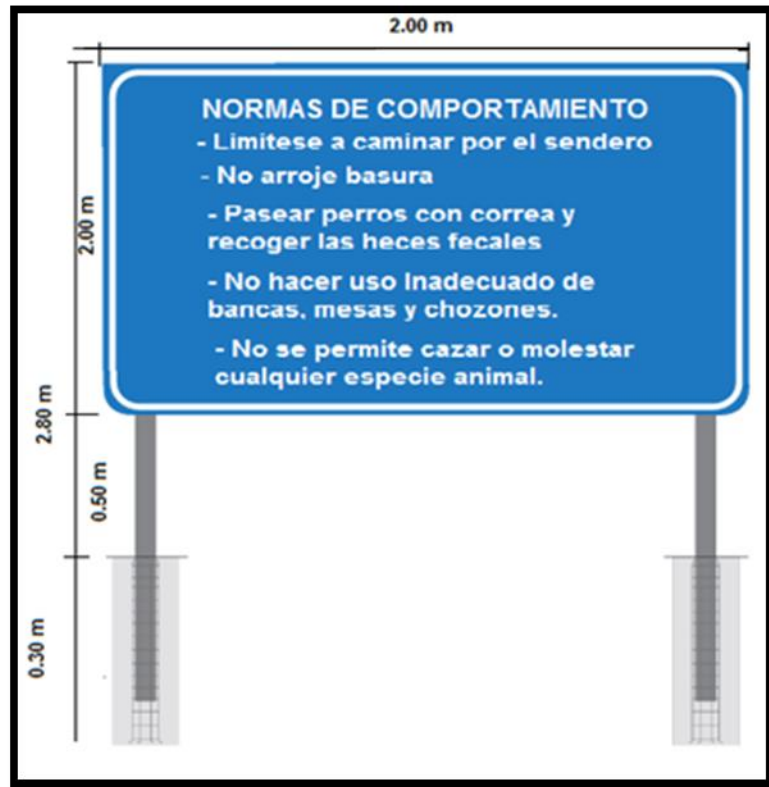 2.00 m
NORMAS DE COMPORTAMIENTO
- Limitese a caminar por el sendero
- No arroje basura
- Pasear perros con correa y
recoger las heces fecales
- No hacer uso Inadecuado de
bancas, mesas y chozones.
- No se permite cazar o molestar
cualquier especie animal.
2.00 m
2.80 m
0.50 m
0.30 m